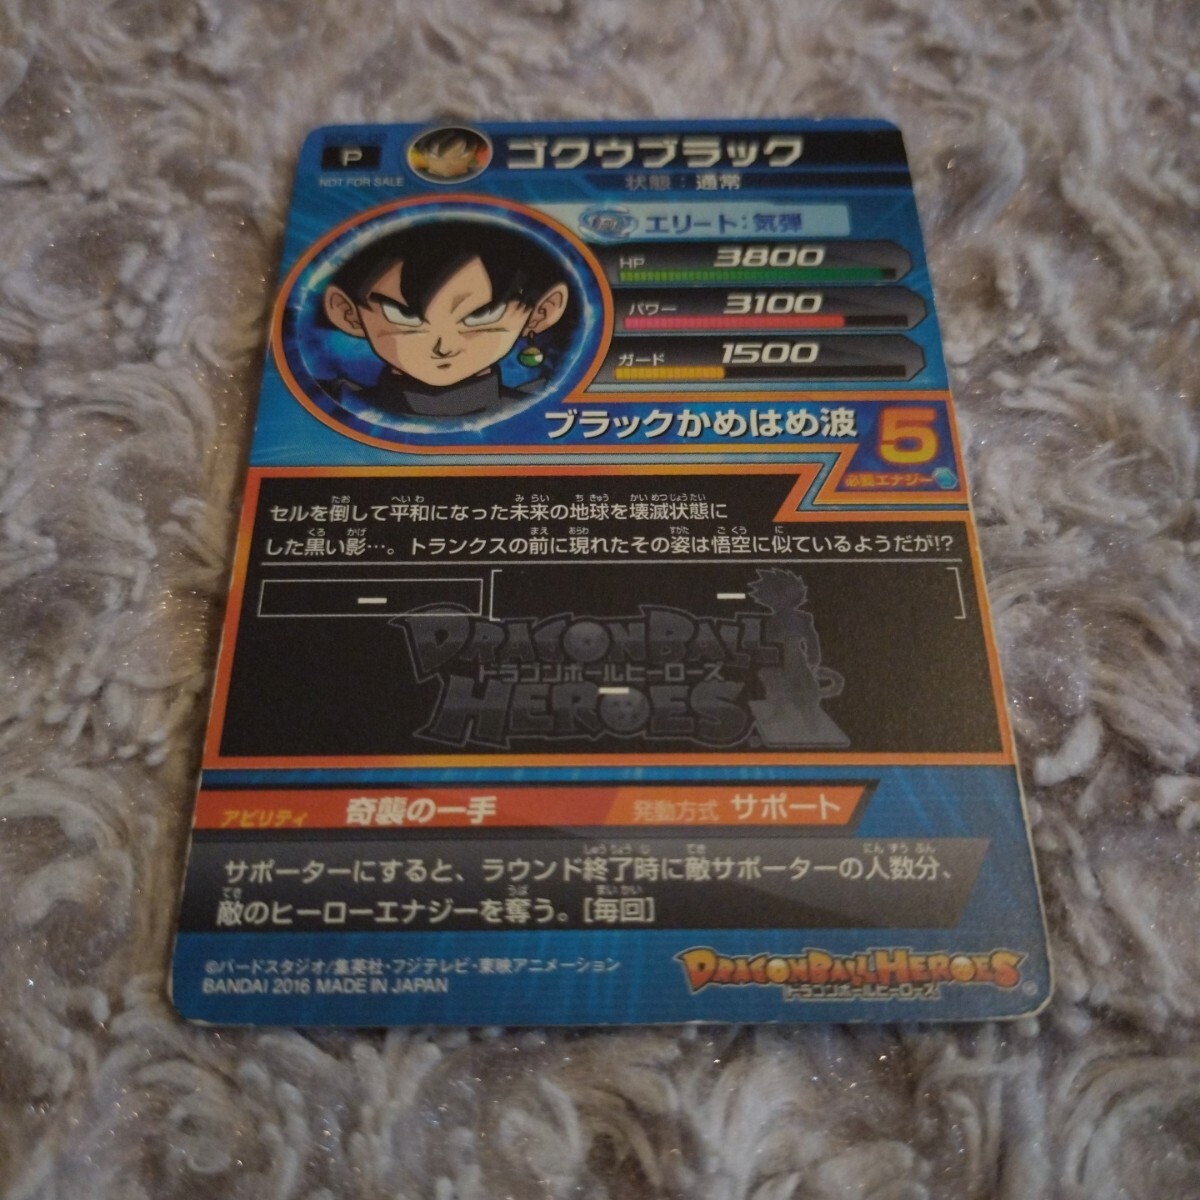 P
NOT FOR SALE
ゴクウブラック
状態：通常
エリート：気弾
HP 3800
パワー 3100
ガード 1500
ブラックかめはめ波 5
必要エナジー
セルを倒して平和になった未来の地球を壊滅状態に
した黒い影…。トランクスの前に現れたその姿は悟空に似ているようだが!?
DRAGONBALL
ドラゴンボールヒーローズ
HEROES
アビリティ 奇襲の一手 発動方式 サポート
サポーターにすると、ラウンド終了時に敵サポーターの人数分、
敵のヒーローエナジーを奪う。[毎回]
©バードスタジオ/集英社・フジテレビ・東映アニメーション
BANDAI 2016 MADE IN JAPAN
DRAGONBALL HEROES
ドラゴンボールヒーローズ